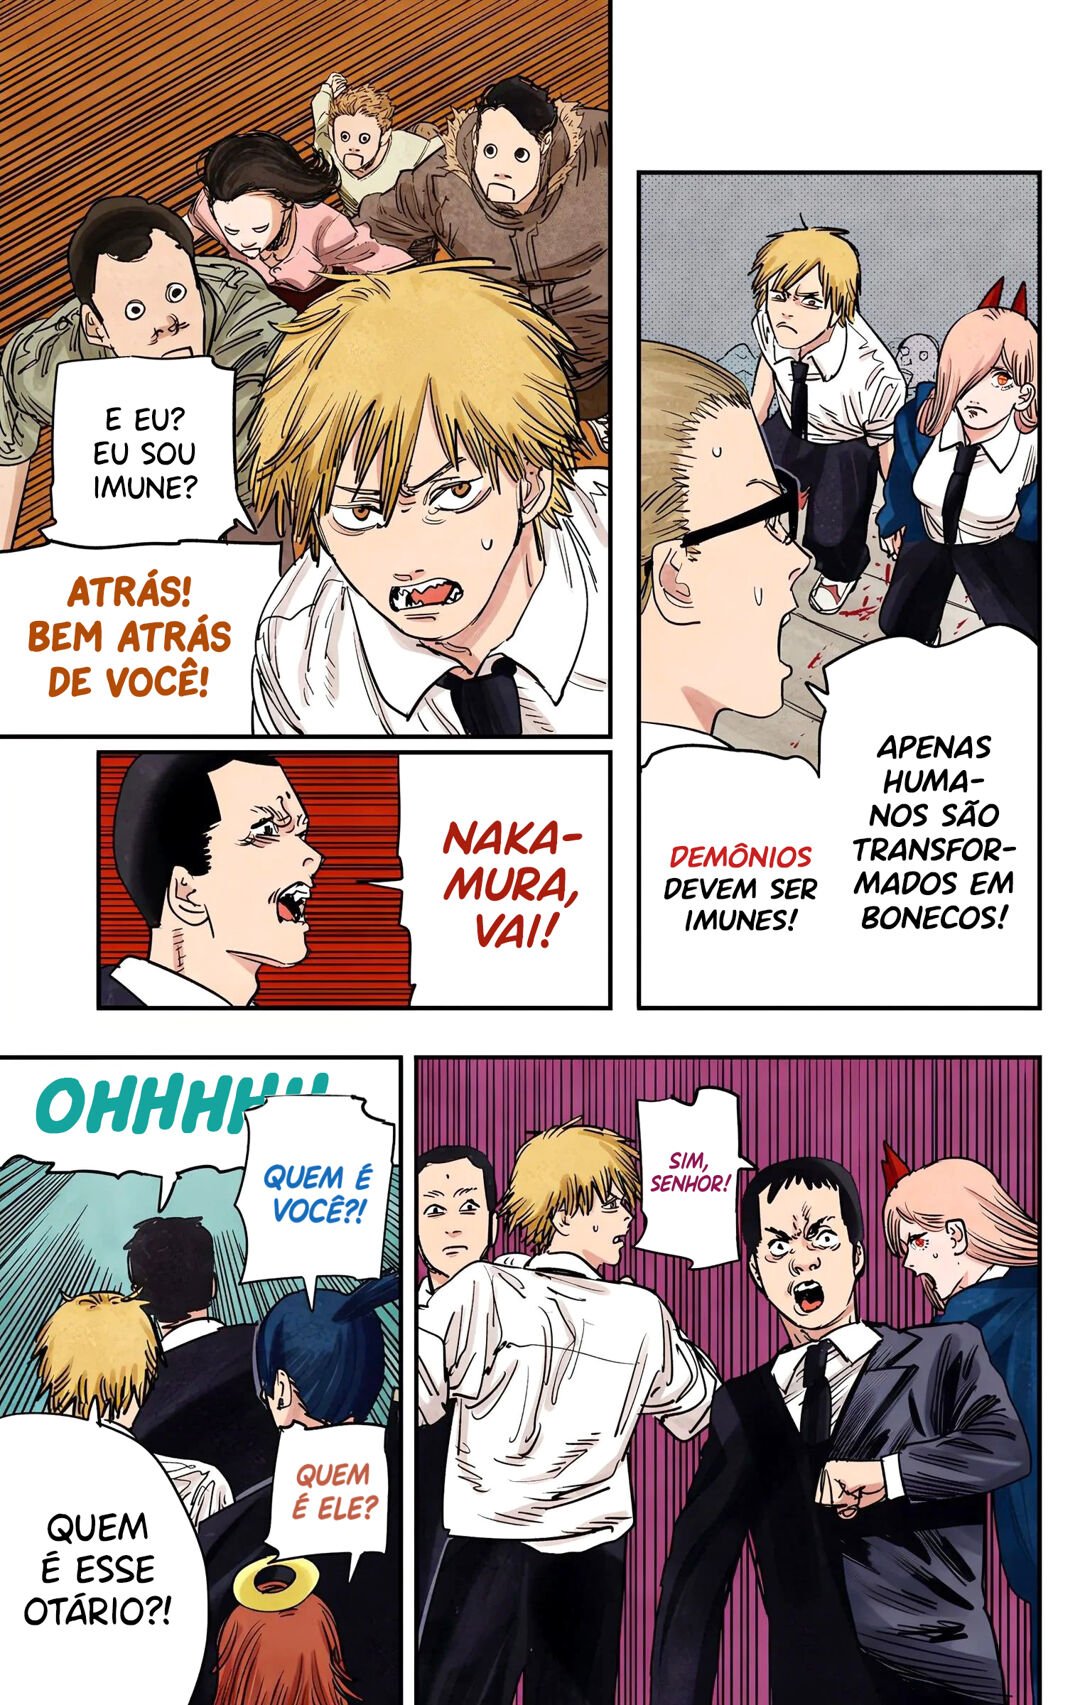 APENAS
HUMA-
NOS SÃO
TRANSFOR-
MADOS EM
BONECOS!
DEMÔNIOS
DEVEM SER
IMUNES!
E EU?
EU SOU
IMUNE?
ATRÁS!
BEM ATRÁS
DE VOCÊ!
NAKA-
MURA,
VAI!
SIM,
SENHOR!
OHHHHH
QUEM É
VOCÊ?!
QUEM
É ELE?
QUEM
É ESSE
OTÁRIO?!